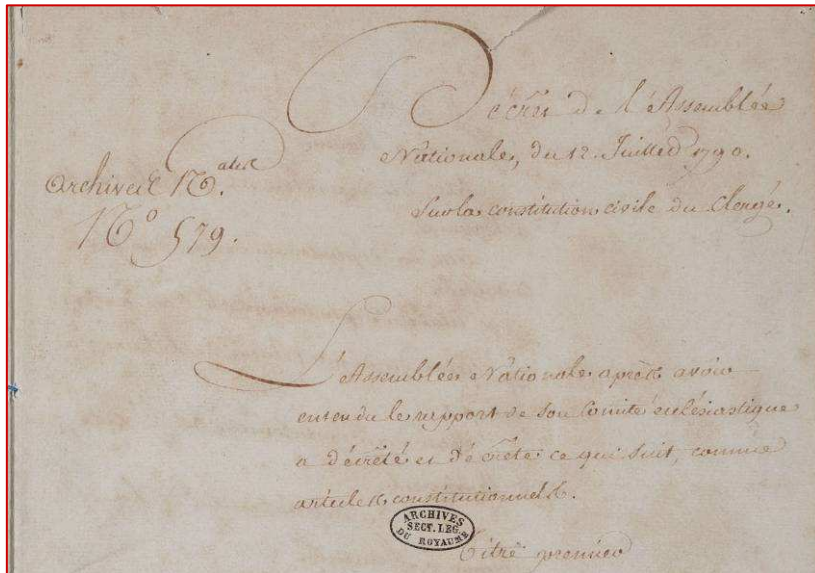 Décret de l'Assemblée
Nationale, du 12. Juillet 1790.
Sur la constitution civile du Clergé.
Archives N.ales
N.º 579.
L'Assemblée Nationale après avoir
entendu le rapport de son Comité ecclésiastique
a décrété et décrète ce qui suit, comme
articles constitutionnels.
ARCHIVES
SECT. LEG.
DU ROYAUME
Titre premier